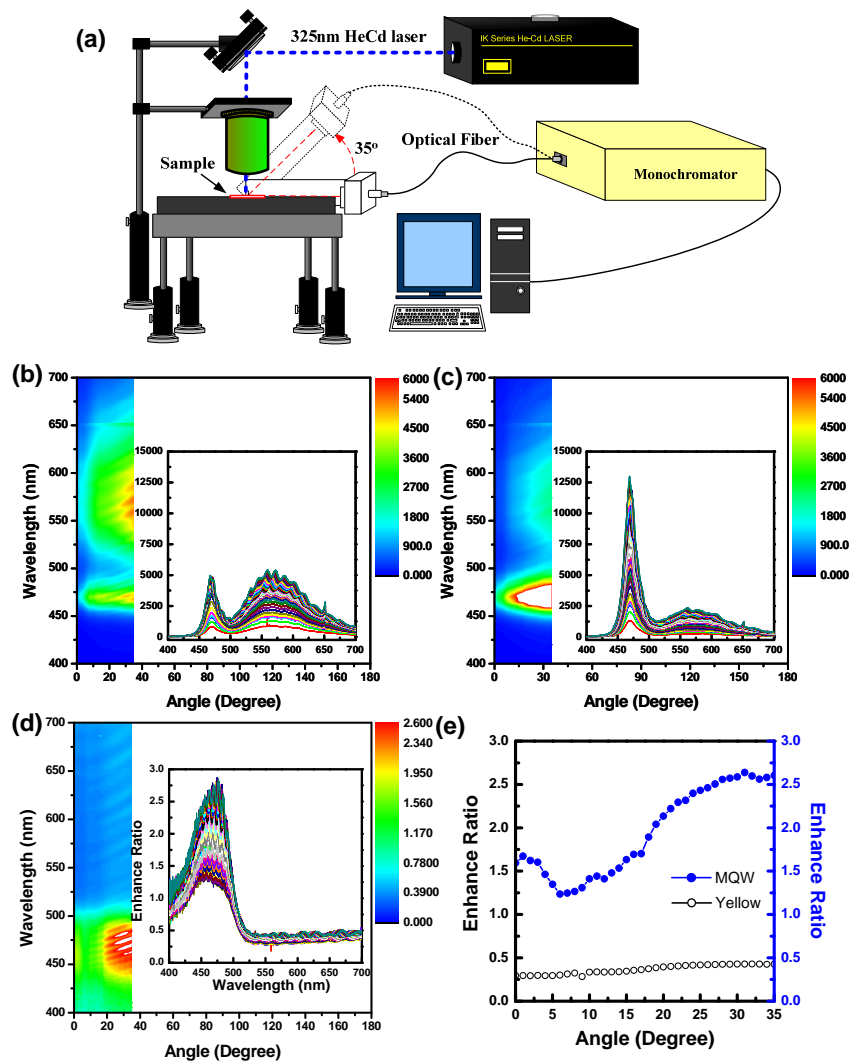 (a)
325nm HeCd laser
IK Series He-Cd LASER
35°
Optical Fiber
Sample
Monochromator
(b)
700
650
600
550
500
450
400
Wavelength (nm)
0 20 40 60 80 100 120 140 160 180
Angle (Degree)
6000
5400
4500
3600
2700
1800
900.0
0.000
15000
12500
10000
7500
5000
2500
0
400 450 500 550 600 650 700
(c)
700
650
600
550
500
450
400
Wavelength (nm)
0 30 60 90 120 150 180
Angle (Degree)
6000
5400
4500
3600
2700
1800
900.0
0.000
15000
12500
10000
7500
5000
2500
0
400 450 500 550 600 650 700
(d)
700
650
600
550
500
450
400
Wavelength (nm)
0 20 40 60 80 100 120 140 160 180
Angle (Degree)
2.600
2.340
1.950
1.560
1.170
0.7800
0.3900
0.000
3.0
2.5
2.0
1.5
1.0
0.5
0.0
Enhance Ratio
400 450 500 550 600 650 700
Wavelength (nm)
(e)
3.0
2.5
2.0
1.5
1.0
0.5
0.0
Enhance Ratio
MQW
Yellow
3.0
2.5
2.0
1.5
1.0
0.5
0.0
Enhance Ratio
0 5 10 15 20 25 30 35
Angle (Degree)